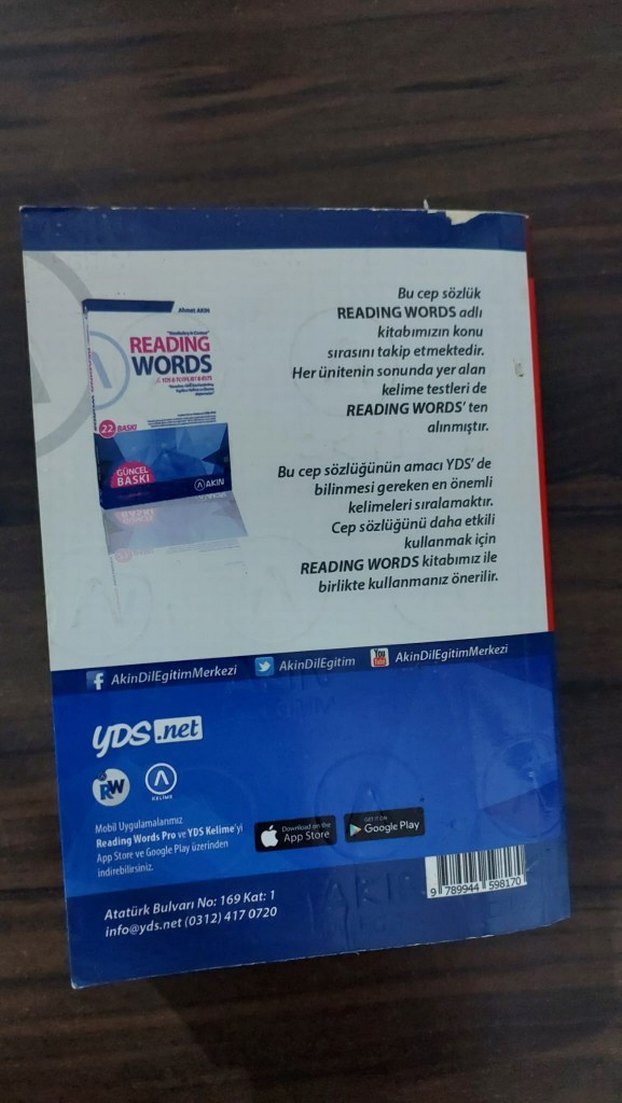 Ahmet AKIN
"Vocabulary in Context"
READING
WORDS
22. BASKI
GÜNCEL
BASKI
AKIN
Bu cep sözlük
READING WORDS adlı
kitabımızın konu
sırasını takip etmektedir.
Her ünitenin sonunda yer alan
kelime testleri de
READING WORDS' ten
alınmıştır.
Bu cep sözlüğünün amacı YDS' de
bilinmesi gereken en önemli
kelimeleri sıralamaktır.
Cep sözlüğünü daha etkili
kullanmak için
READING WORDS kitabımız ile
birlikte kullanmanız önerilir.
AkinDilEgitimMerkezi
AkinDilEgitim
You Tube AkinDilEgitimMerkezi
YDS.net
RW
KELİME
Mobil Uygulamalarımız
Reading Words Pro ve YDS Kelime'yi
App Store ve Google Play üzerinden
indirebilirsiniz.
Download on the
App Store
GET IT ON
Google Play
Atatürk Bulvarı No: 169 Kat: 1
info@yds.net (0312) 417 0720
9 789944 598170